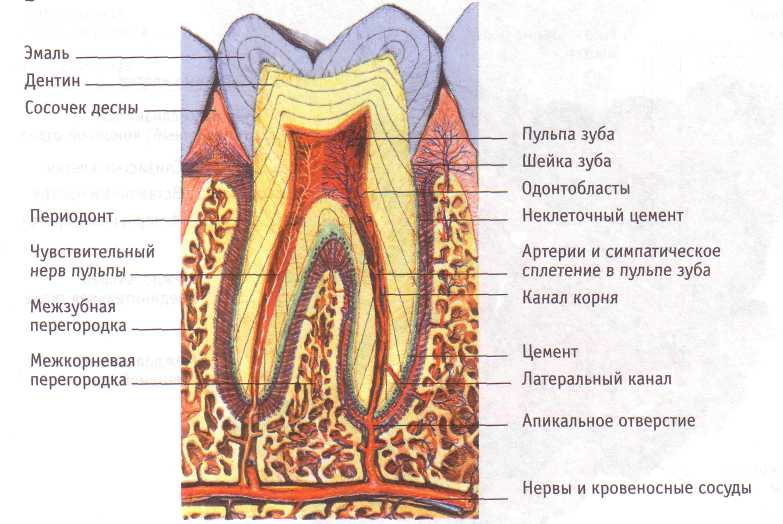 Эмаль
Дентин
Сосочек десны
Периодонт
Чувствительный
нерв пульпы
Межзубная
перегородка
Межкорневая
перегородка
Пульпа зуба
Шейка зуба
Одонтобласты
Неклеточный цемент
Артерии и симпатическое
сплетение в пульпе зуба
Канал корня
Цемент
Латеральный канал
Апикальное отверстие
Нервы и кровеносные сосуды